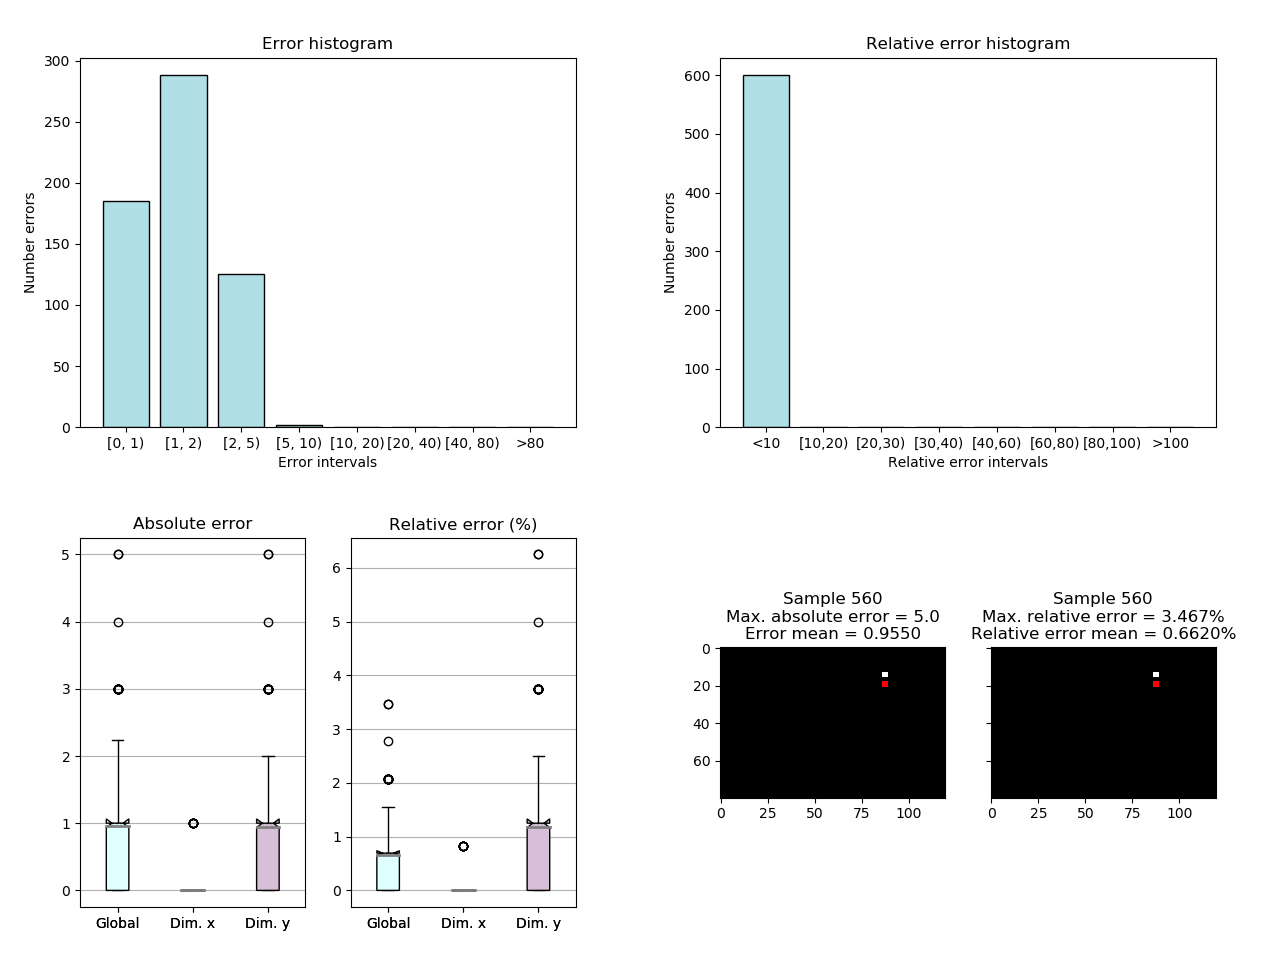 Error histogram
300
250
200
150
100
50
0
Number errors
[0, 1) [1, 2) [2, 5) [5, 10) [10, 20) [20, 40) [40, 80) >80
Error intervals
Relative error histogram
600
500
400
300
200
100
0
Number errors
<10 [10,20) [20,30) [30,40) [40,60) [60,80) [80,100) >100
Relative error intervals
Absolute error
5
4
3
2
1
0
Global Dim. x Dim. y
Relative error (%)
6
5
4
3
2
1
0
Global Dim. x Dim. y
Sample 560
Max. absolute error = 5.0
Error mean = 0.9550
0
20
40
60
0 25 50 75 100
Sample 560
Max. relative error = 3.467%
Relative error mean = 0.6620%
0 25 50 75 100